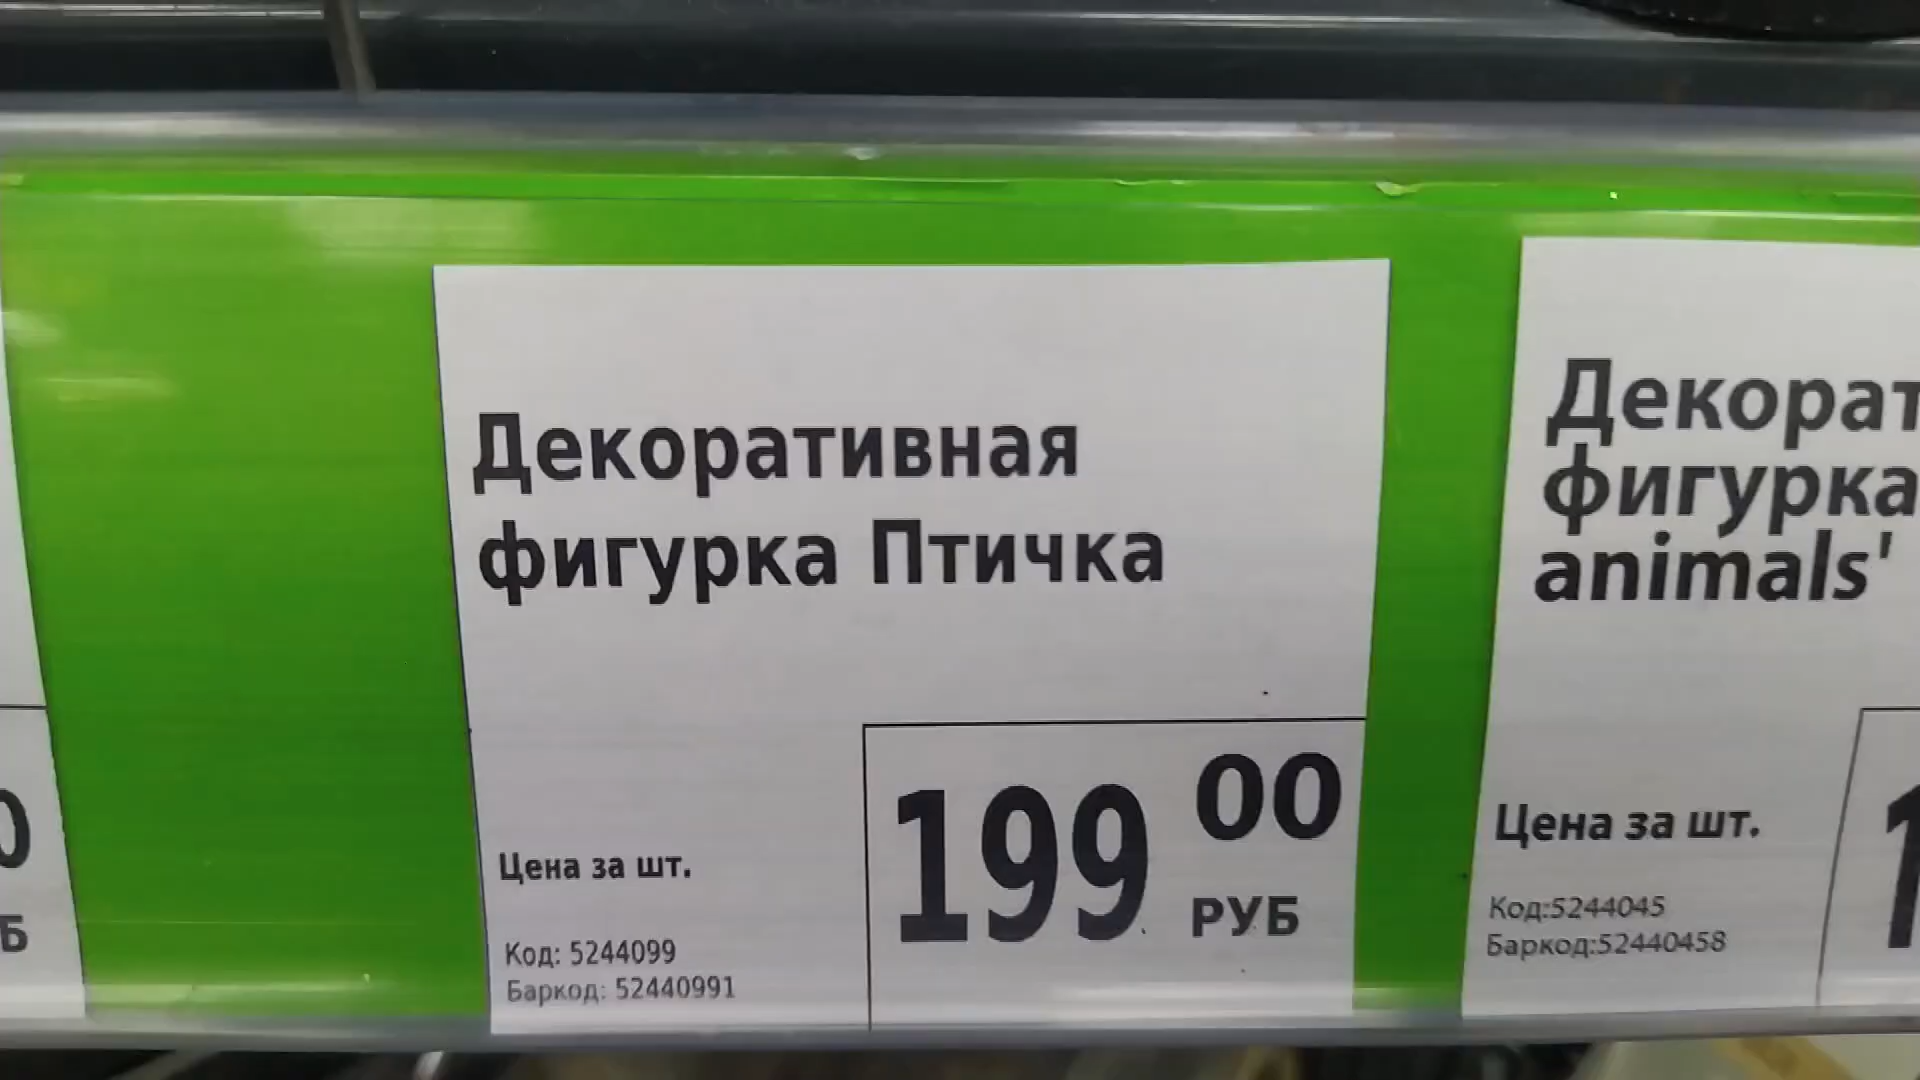 Декоративная
фигурка Птичка
199 00
РУБ
Цена за шт.
Код: 5244099
Баркод: 52440991
Декорат
фигурка
animals'
Цена за шт.
Код:5244045
Баркод:52440458
1